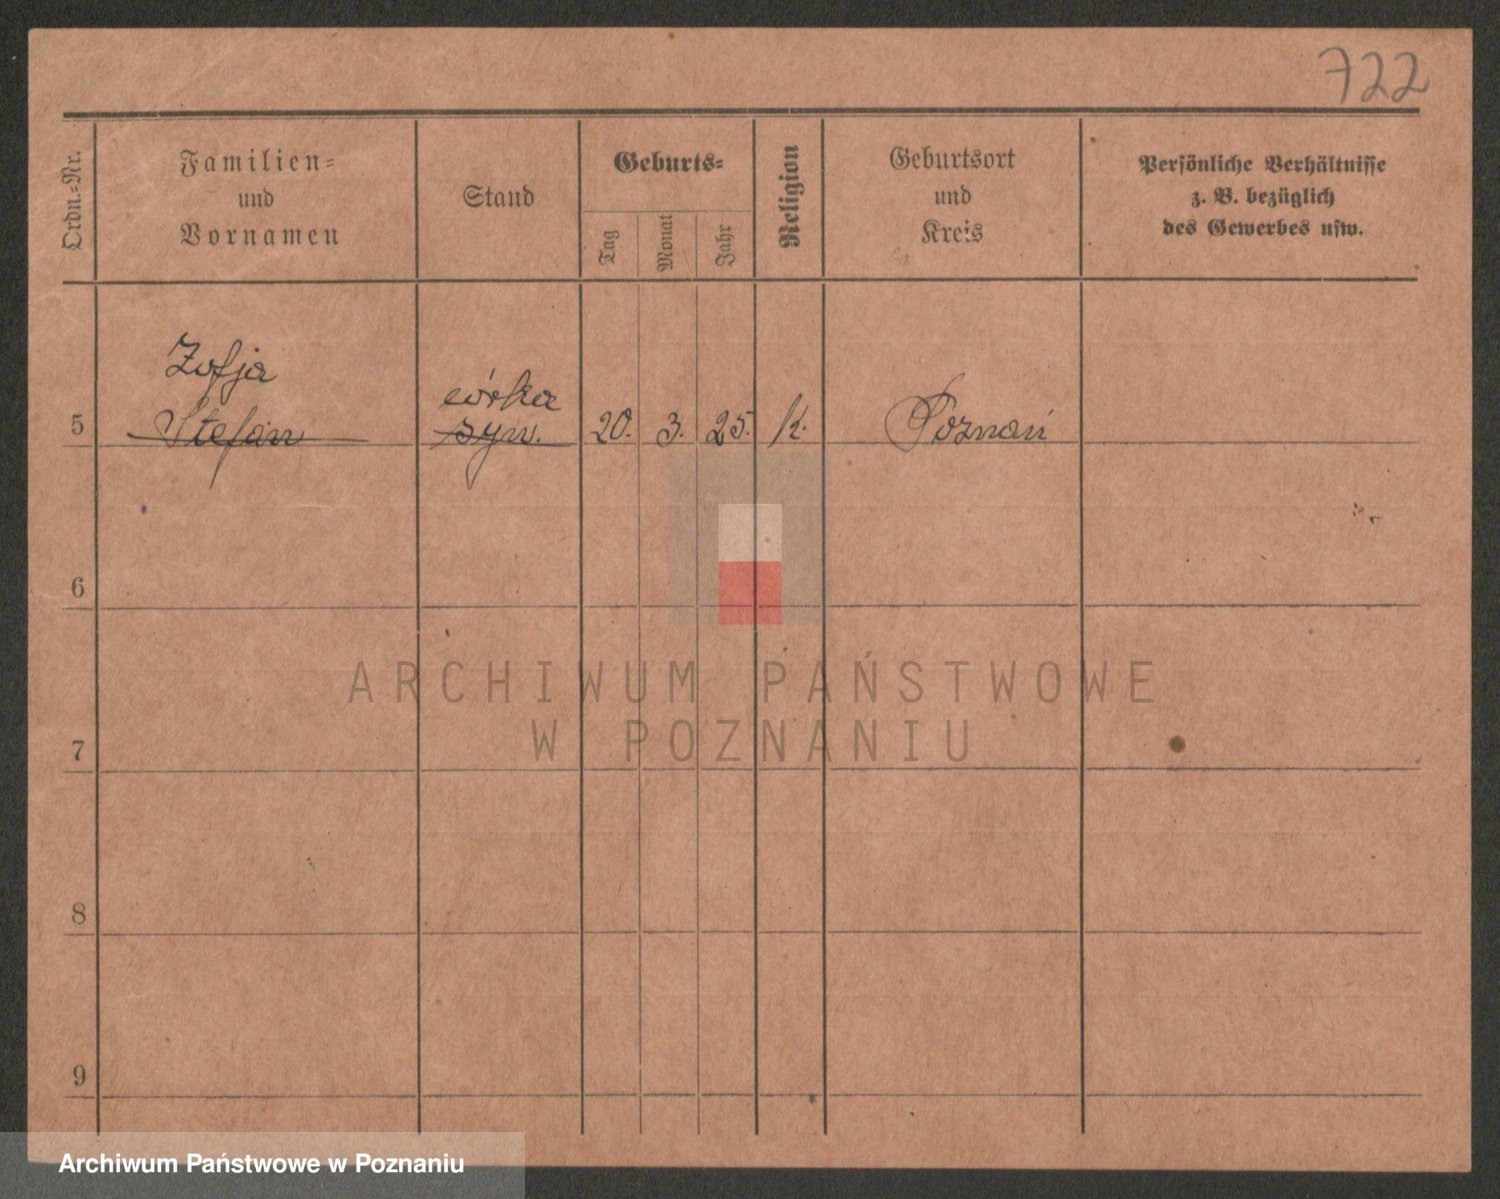 722
Ordn.=Nr.
Familien=
und
Vornamen
Stand
Geburts=
Tag
Monat
Jahr
Religion
Geburtsort
und
Kreis
Persönliche Verhältnisse
z. B. bezüglich
des Gewerbes usw.
Zofja
córka
5 Stefan syn. 20. 3. 25. k. Poznań
6
7
8
9
ARCHIWUM PAŃSTWOWE
W POZNANIU
Archiwum Państwowe w Poznaniu